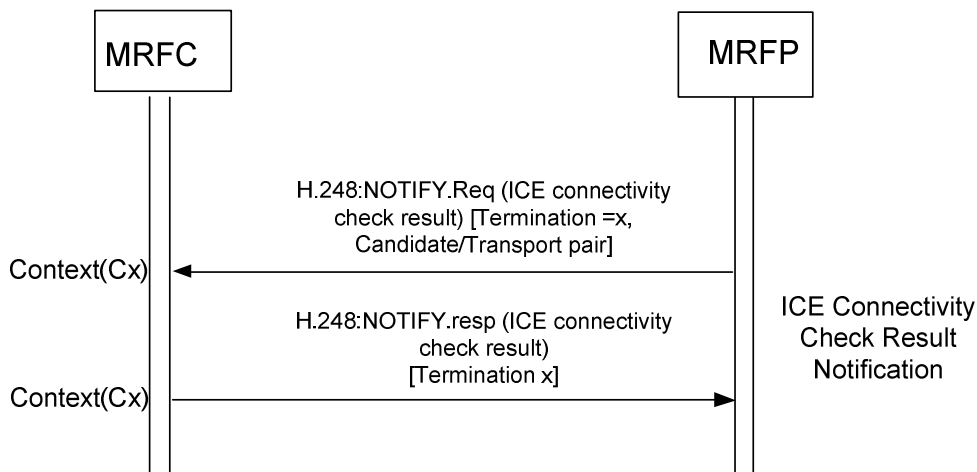 MRFC
MRFP
H.248:NOTIFY.Req (ICE connectivity
check result) [Termination =x,
Candidate/Transport pair]
Context(Cx)
H.248:NOTIFY.resp (ICE connectivity
check result)
[Termination x]
Context(Cx)
ICE Connectivity
Check Result
Notification